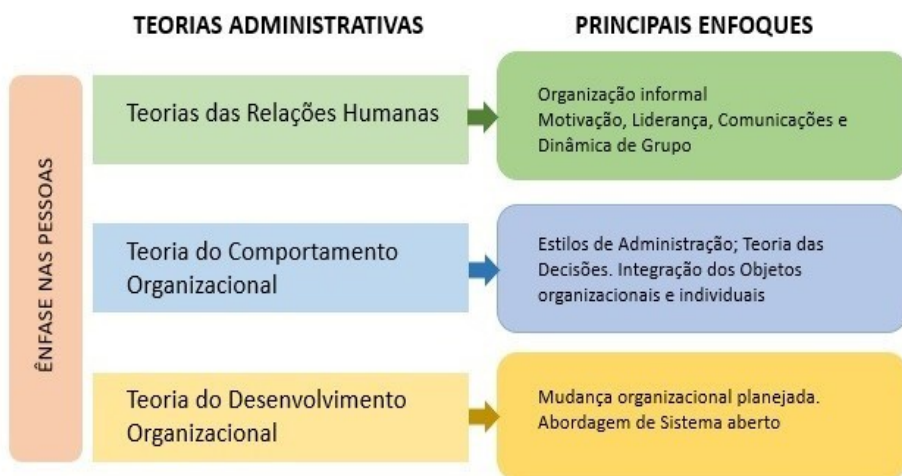 TEORIAS ADMINISTRATIVAS
PRINCIPAIS ENFOQUES
ÊNFASE NAS PESSOAS
Teorias das Relações Humanas
Organização informal
Motivação, Liderança, Comunicações e
Dinâmica de Grupo
Teoria do Comportamento
Organizacional
Estilos de Administração; Teoria das
Decisões. Integração dos Objetos
organizacionais e individuais
Teoria do Desenvolvimento
Organizacional
Mudança organizacional planejada.
Abordagem de Sistema aberto